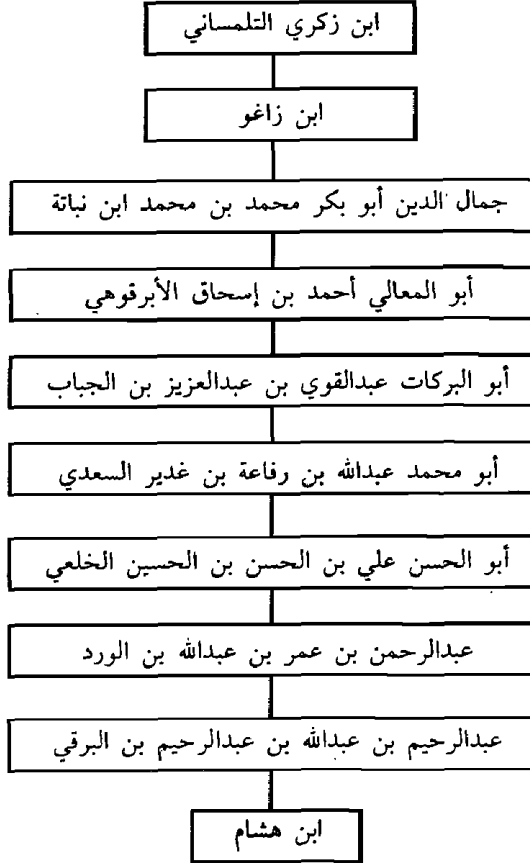 ابن زكري التلمساني
ابن زاغو
جمال الدين أبو بكر محمد بن محمد ابن نباتة
أبو المعالي أحمد بن إسحاق الأبرقوهي
أبو البركات عبدالقوي بن عبدالعزيز بن الجباب
أبو محمد عبدالله بن رفاعة بن غدير السعدي
أبو الحسن علي بن الحسن بن الحسين الخلعي
عبدالرحمن بن عمر بن عبدالله بن الورد
عبدالرحيم بن عبدالله بن عبدالرحيم بن البرقي
ابن هشام